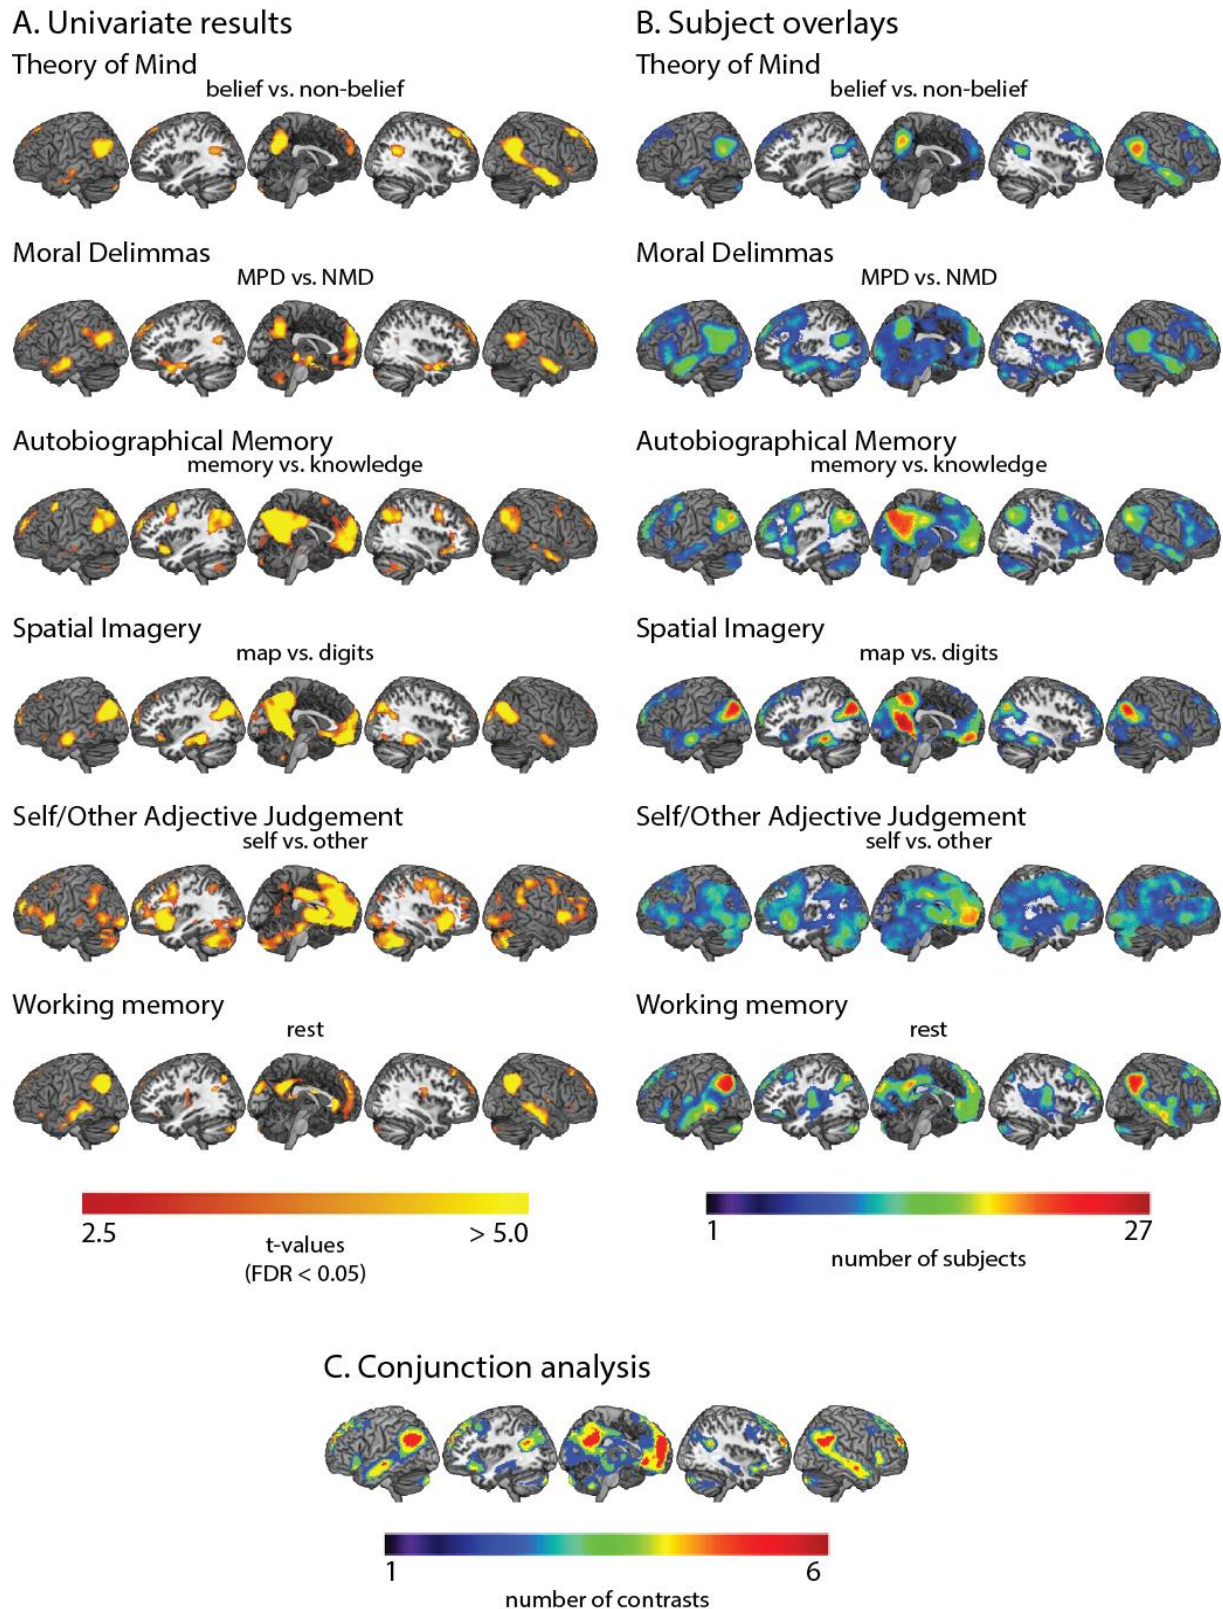 A. Univariate results
Theory of Mind
belief vs. non-belief
Moral Delimmas
MPD vs. NMD
Autobiographical Memory
memory vs. knowledge
Spatial Imagery
map vs. digits
Self/Other Adjective Judgement
self vs. other
Working memory
rest
2.5
> 5.0
t-values
(FDR < 0.05)
B. Subject overlays
Theory of Mind
belief vs. non-belief
Moral Delimmas
MPD vs. NMD
Autobiographical Memory
memory vs. knowledge
Spatial Imagery
map vs. digits
Self/Other Adjective Judgement
self vs. other
Working memory
rest
1
27
number of subjects
C. Conjunction analysis
1
6
number of contrasts